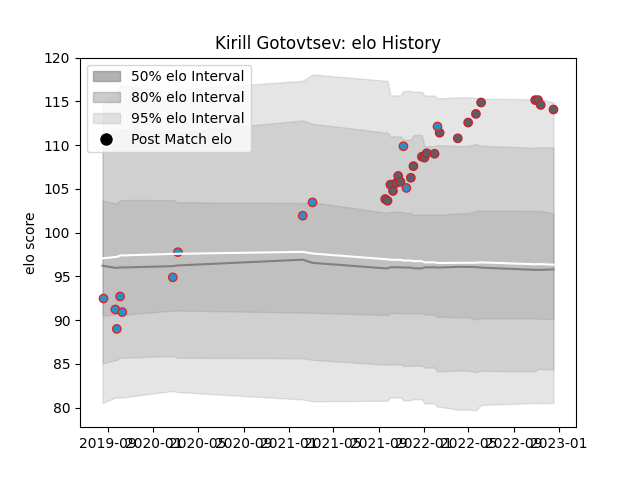 Kirill Gotovtsev: elo History
50% elo Interval
80% elo Interval
95% elo Interval
Post Match elo
elo score
120
115
110
105
100
95
90
85
80
2019-09 2020-01 2020-05 2020-09 2021-01 2021-05 2021-09 2022-01 2022-05 2022-09 2023-01